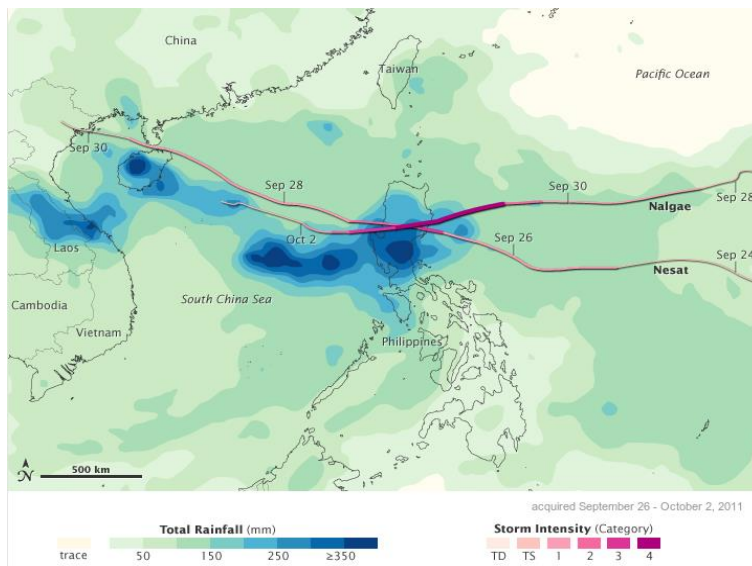 China
Taiwan
Pacific Ocean
Sep 30
Sep 28
Sep 30
Nalgae
Sep 28
Oct 2
Sep 26
Laos
Nesat
Sep 24
South China Sea
Cambodia
Vietnam
Philippines
N
500 km
acquired September 26 - October 2, 2011
Total Rainfall (mm)
trace 50 150 250 ≥350
Storm Intensity (Category)
TD TS 1 2 3 4